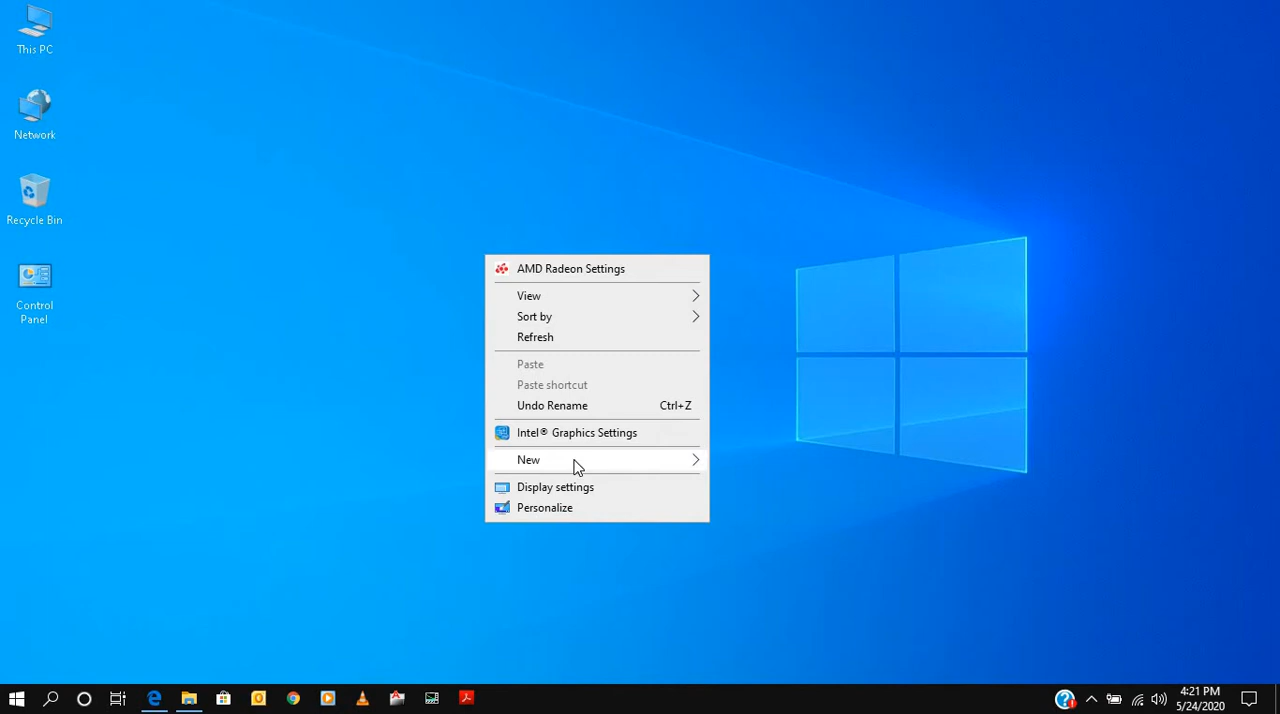 This PC
Network
Recycle Bin
Control
Panel
AMD Radeon Settings
View
Sort by
Refresh
Paste
Paste shortcut
Undo Rename Ctrl+Z
Intel® Graphics Settings
New
Display settings
Personalize
4:21 PM
5/24/2020